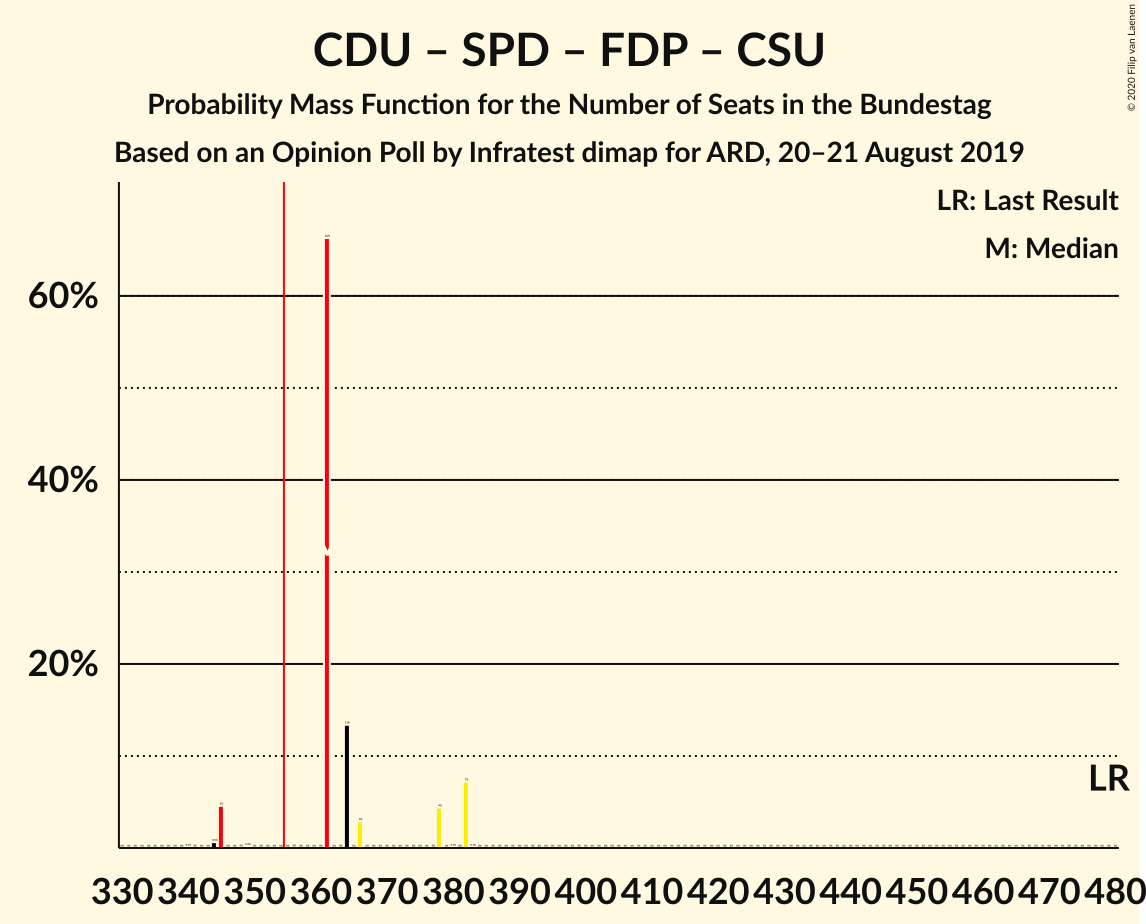 CDU – SPD – FDP – CSU
Probability Mass Function for the Number of Seats in the Bundestag
Based on an Opinion Poll by Infratest dimap for ARD, 20–21 August 2019
© 2020 Filip van Laenen
LR: Last Result
M: Median
60%
40%
20%
LR
330 340 350 360 370 380 390 400 410 420 430 440 450 460 470 480